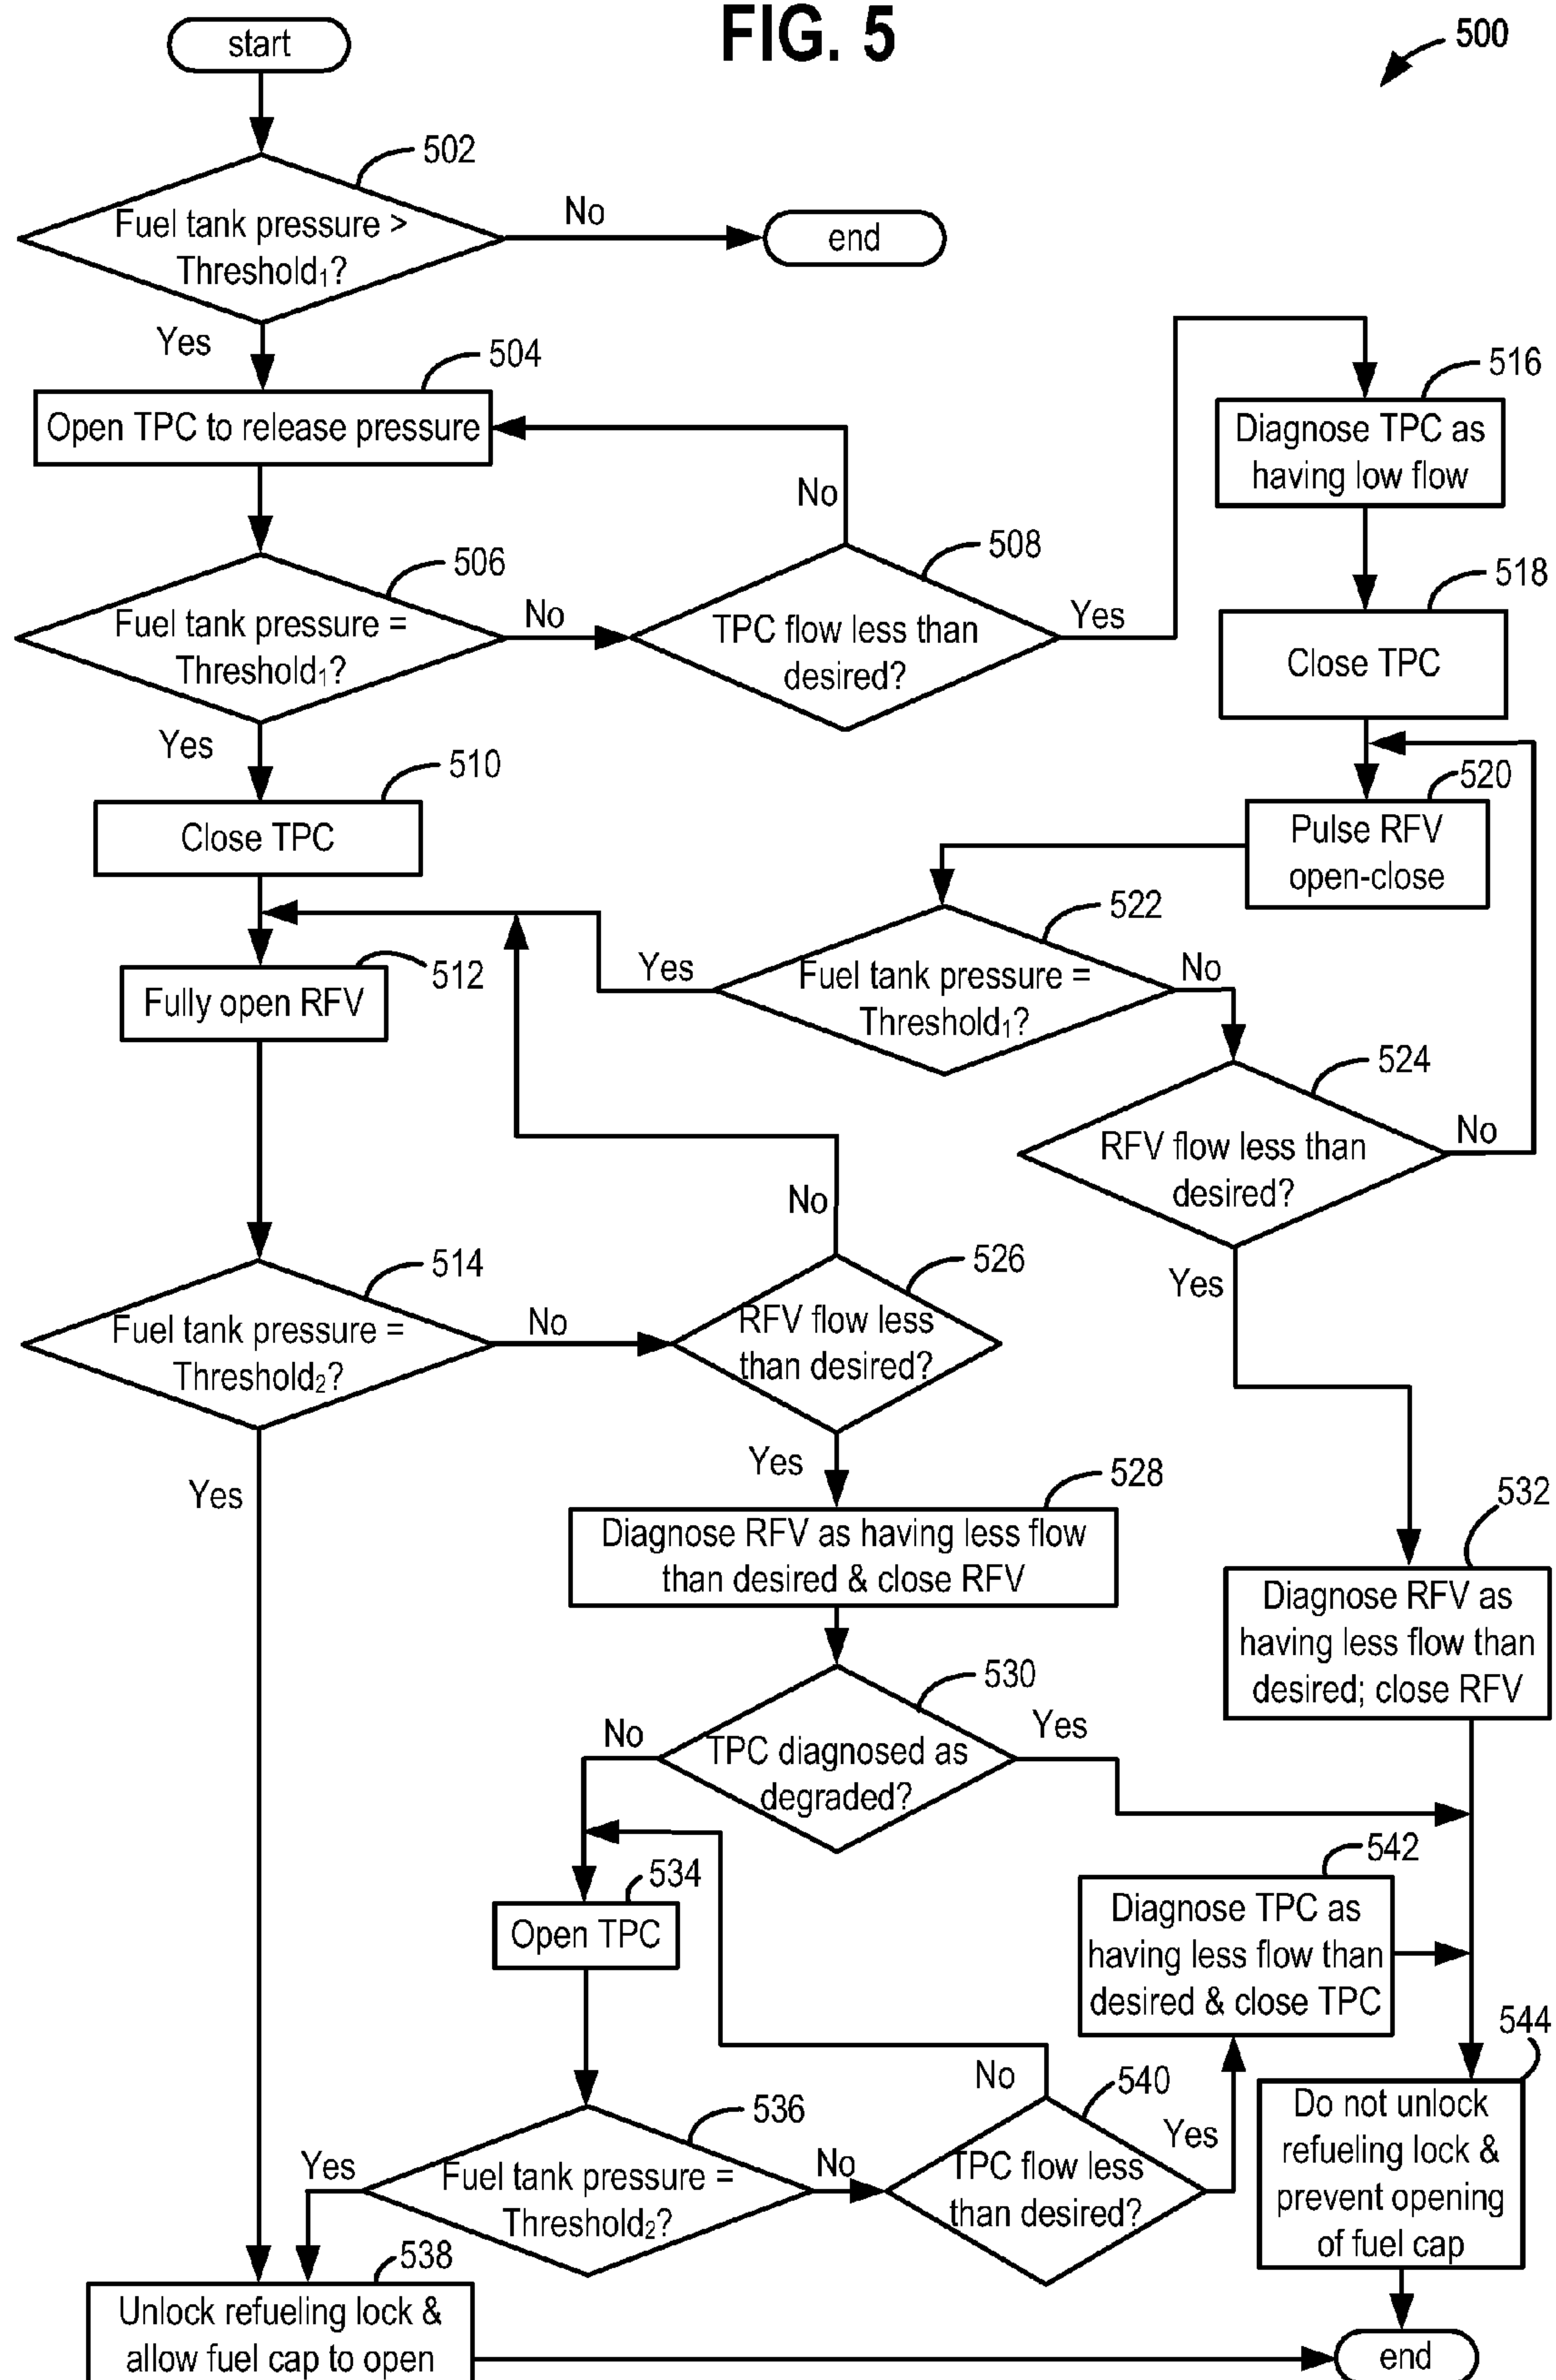 FIG. 5
500
start
502
Fuel tank pressure >
Threshold₁?
No
end
Yes
504
Open TPC to release pressure
516
Diagnose TPC as
having low flow
No
506
Fuel tank pressure =
Threshold₁?
No
508
TPC flow less than
desired?
Yes
518
Close TPC
Yes
510
Close TPC
520
Pulse RFV
open-close
522
Fuel tank pressure =
Threshold₁?
Yes
No
512
Fully open RFV
524
RFV flow less than
desired?
No
Yes
No
514
Fuel tank pressure =
Threshold₂?
No
526
RFV flow less
than desired?
Yes
Yes
528
Diagnose RFV as having less flow
than desired & close RFV
532
Diagnose RFV as
having less flow than
desired; close RFV
530
TPC diagnosed as
degraded?
No
Yes
534
Open TPC
542
Diagnose TPC as
having less flow than
desired & close TPC
544
Do not unlock
refueling lock &
prevent opening
of fuel cap
536
Fuel tank pressure =
Threshold₂?
Yes
No
540
TPC flow less
than desired?
No
Yes
538
Unlock refueling lock &
allow fuel cap to open
end